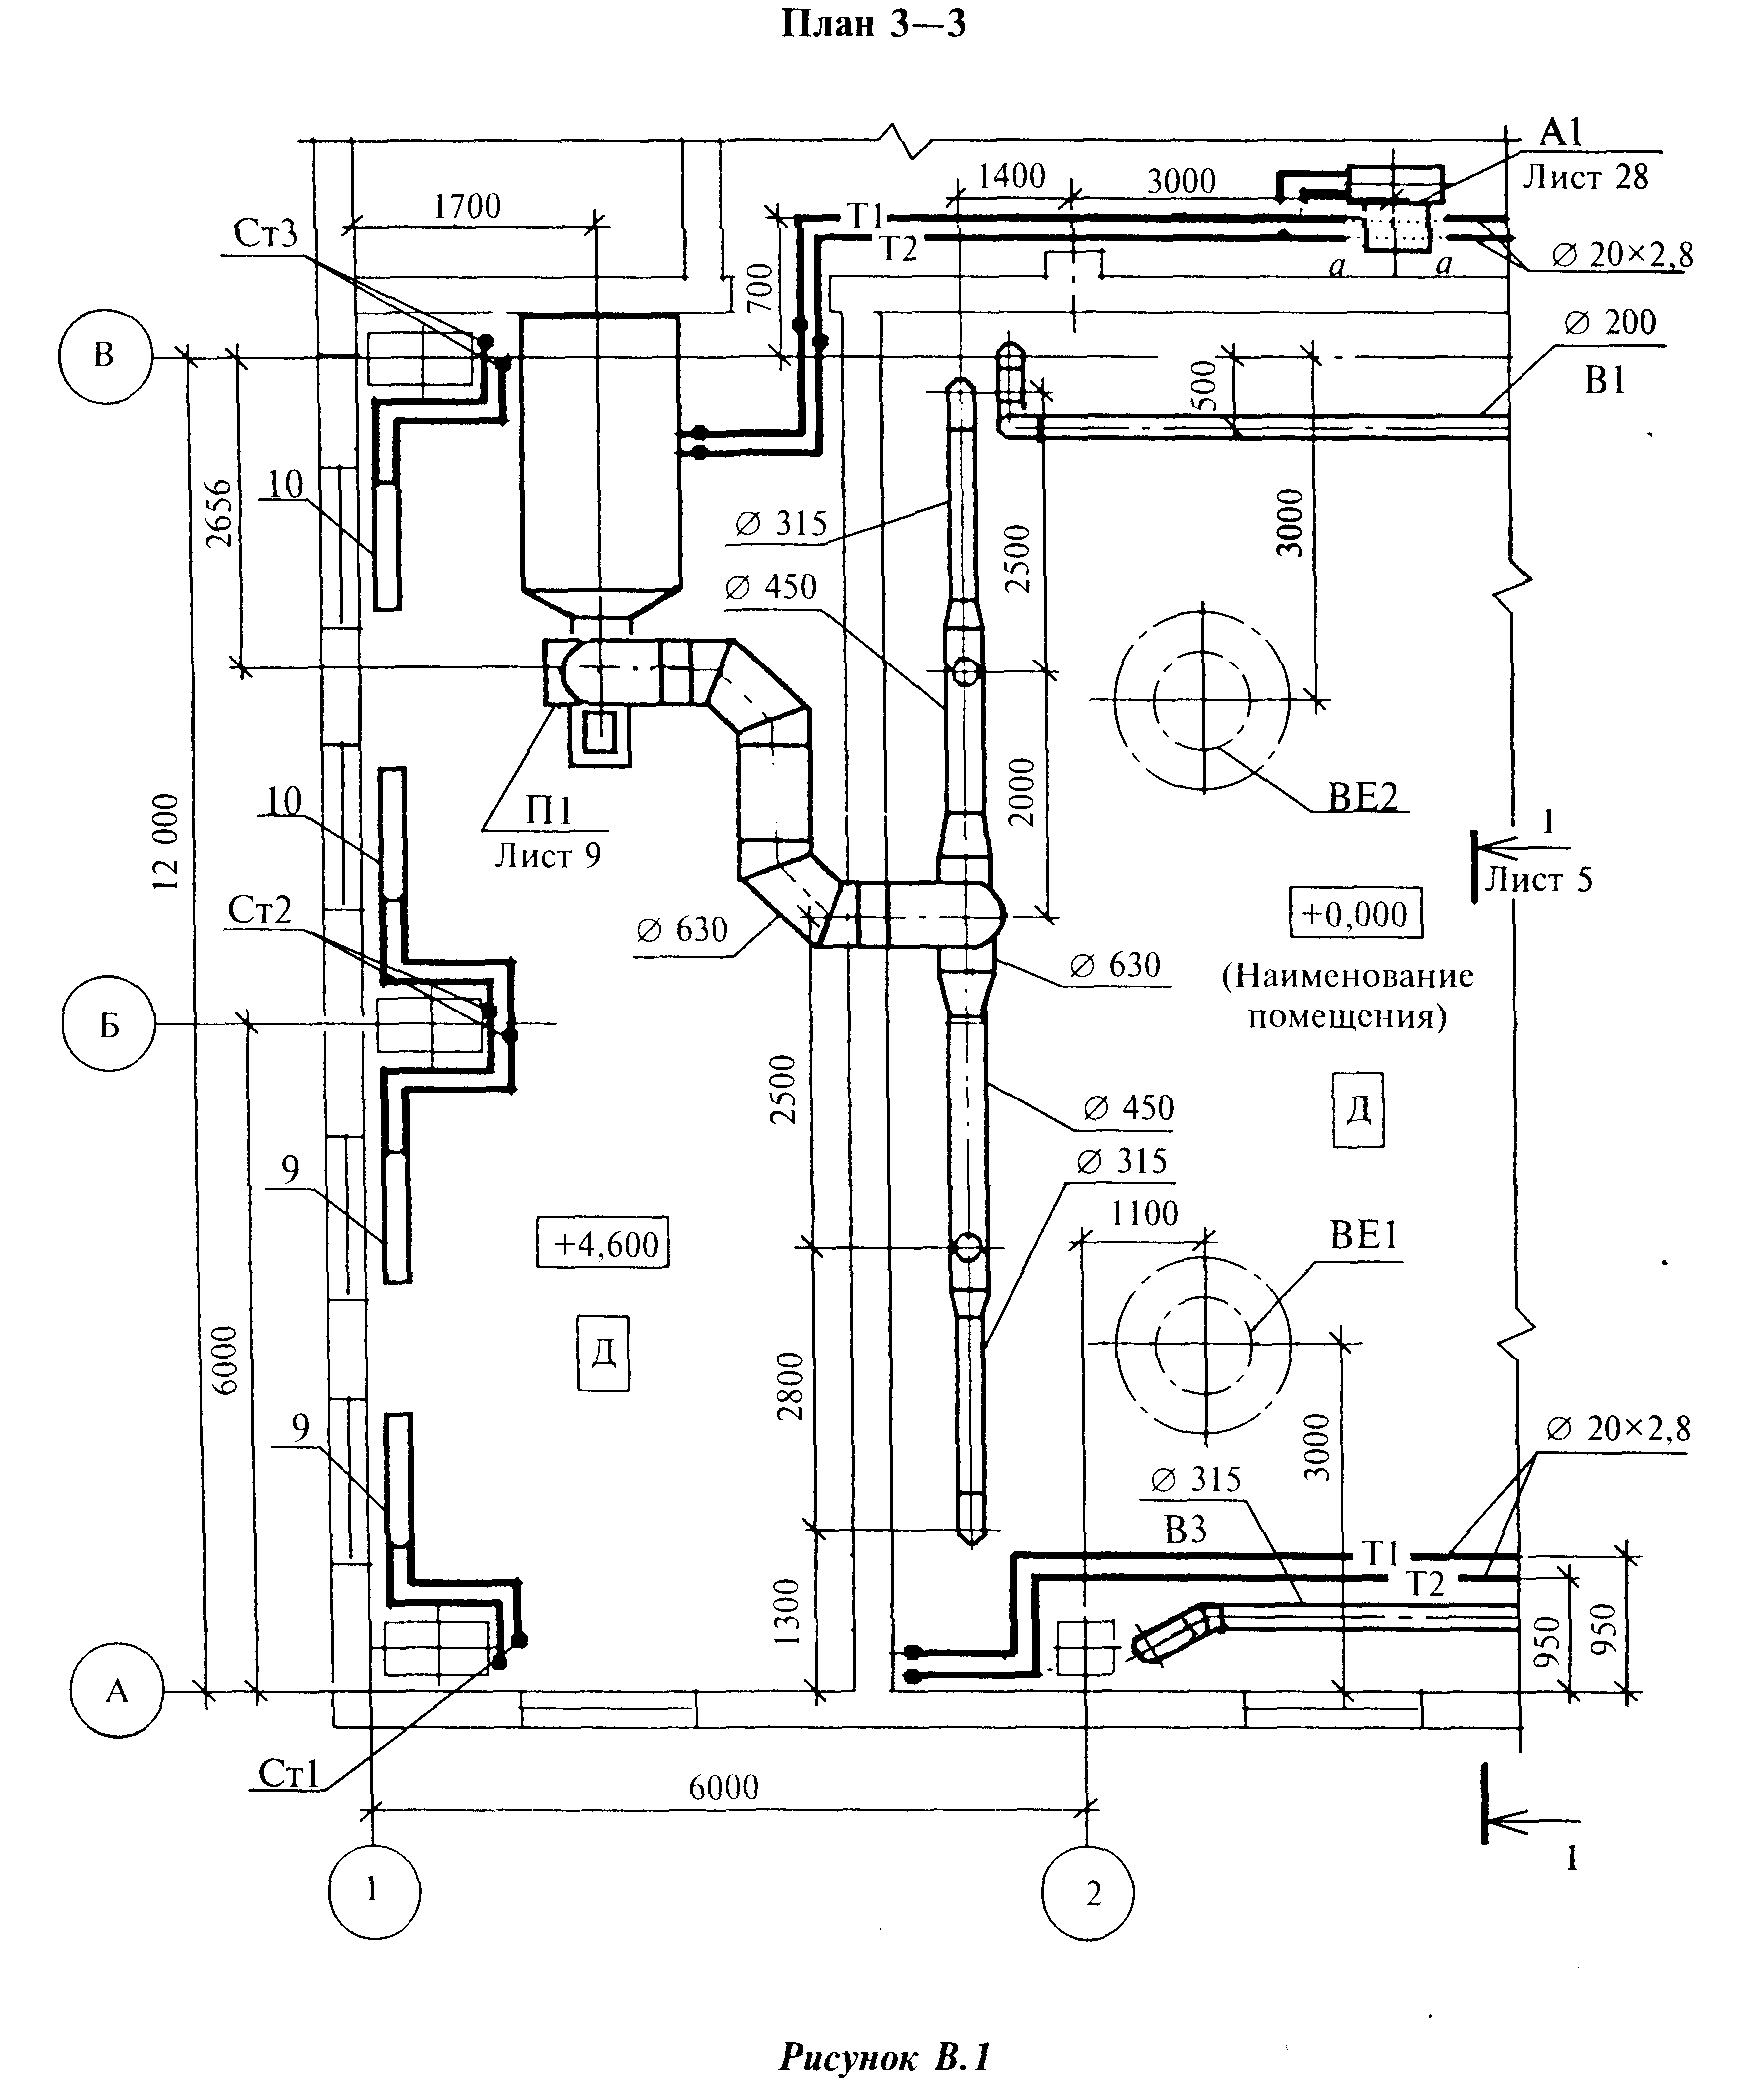 План 3—3
А1
Лист 28
1400
3000
1700
Ст3
Т1
Т2
⌀ 20×2,8
а
а
700
⌀ 200
В1
В
500
10
2656
3000
⌀ 315
2500
⌀ 450
10
П1
Лист 9
2000
ВЕ2
1
Лист 5
12 000
Ст2
⌀ 630
+0,000
⌀ 630
(Наименование
помещения)
Б
2500
⌀ 450
Д
9
⌀ 315
1100
+4,600
ВЕ1
6000
Д
2800
9
3000
⌀ 20×2,8
⌀ 315
В3
Т1
Т2
1300
950
950
А
Ст1
6000
1
1
2
Рисунок В.1